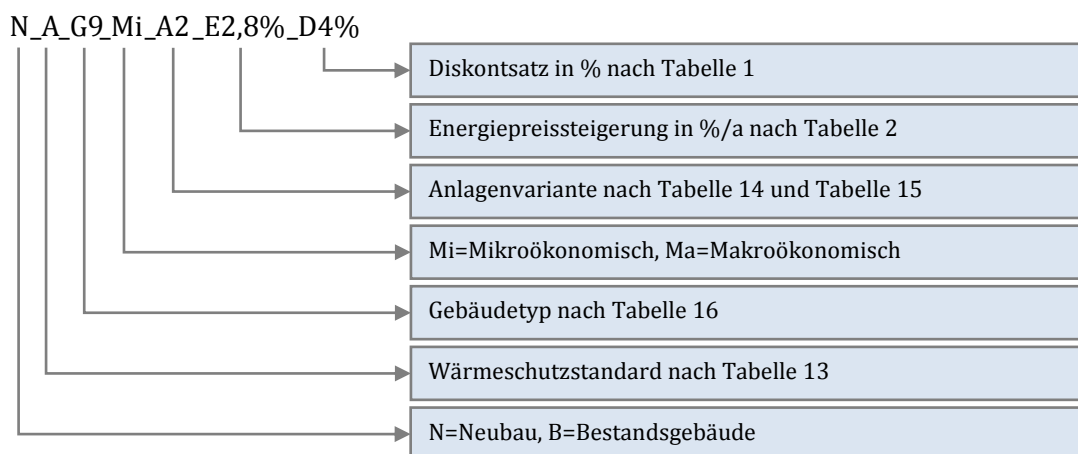 N_A_G9_Mi_A2_E2,8%_D4%
Diskontsatz in % nach Tabelle 1
Energiepreissteigerung in %/a nach Tabelle 2
Anlagenvariante nach Tabelle 14 und Tabelle 15
Mi=Mikroökonomisch, Ma=Makroökonomisch
Gebäudetyp nach Tabelle 16
Wärmeschutzstandard nach Tabelle 13
N=Neubau, B=Bestandsgebäude